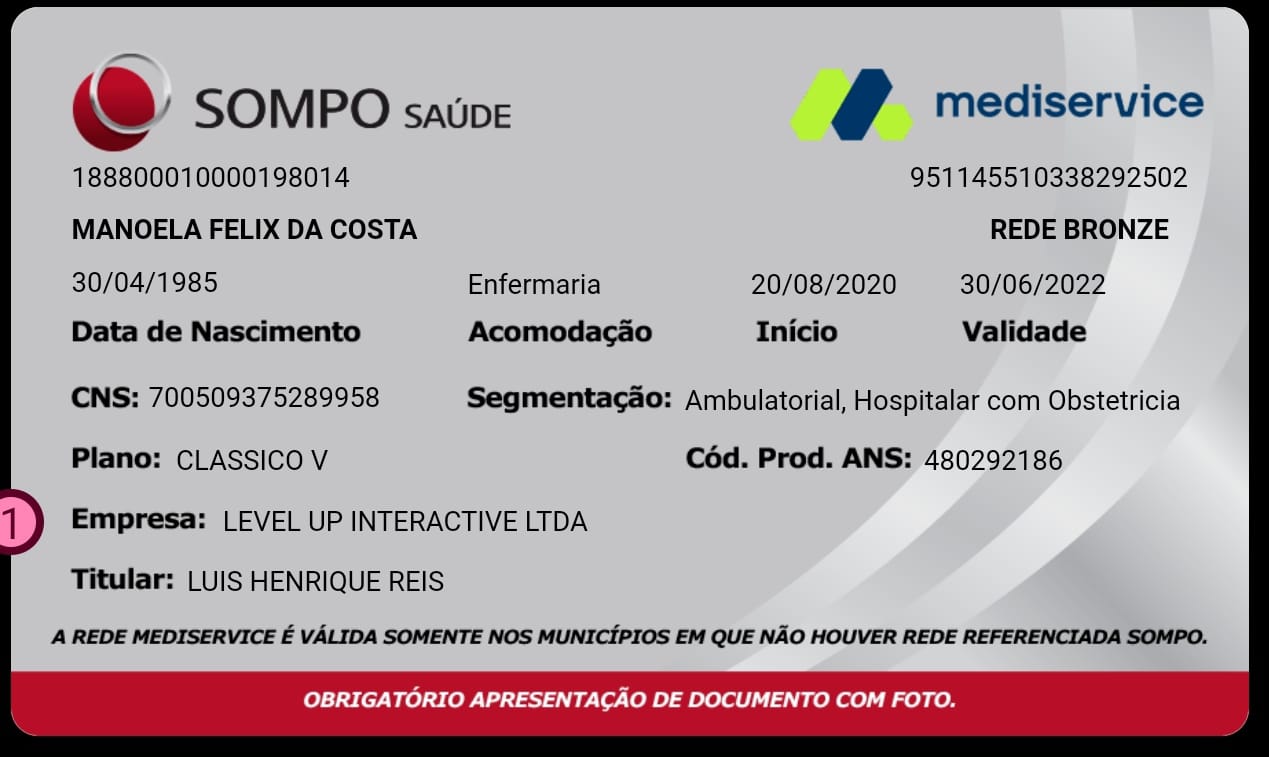 SOMPO SAÚDE
mediservice
188800010000198014 951145510338292502
MANOELA FELIX DA COSTA REDE BRONZE
30/04/1985 Enfermaria 20/08/2020 30/06/2022
Data de Nascimento Acomodação Início Validade
CNS: 700509375289958 Segmentação: Ambulatorial, Hospitalar com Obstetricia
Plano: CLASSICO V Cód. Prod. ANS: 480292186
1
Empresa: LEVEL UP INTERACTIVE LTDA
Titular: LUIS HENRIQUE REIS
A REDE MEDISERVICE É VÁLIDA SOMENTE NOS MUNICÍPIOS EM QUE NÃO HOUVER REDE REFERENCIADA SOMPO.
OBRIGATÓRIO APRESENTAÇÃO DE DOCUMENTO COM FOTO.